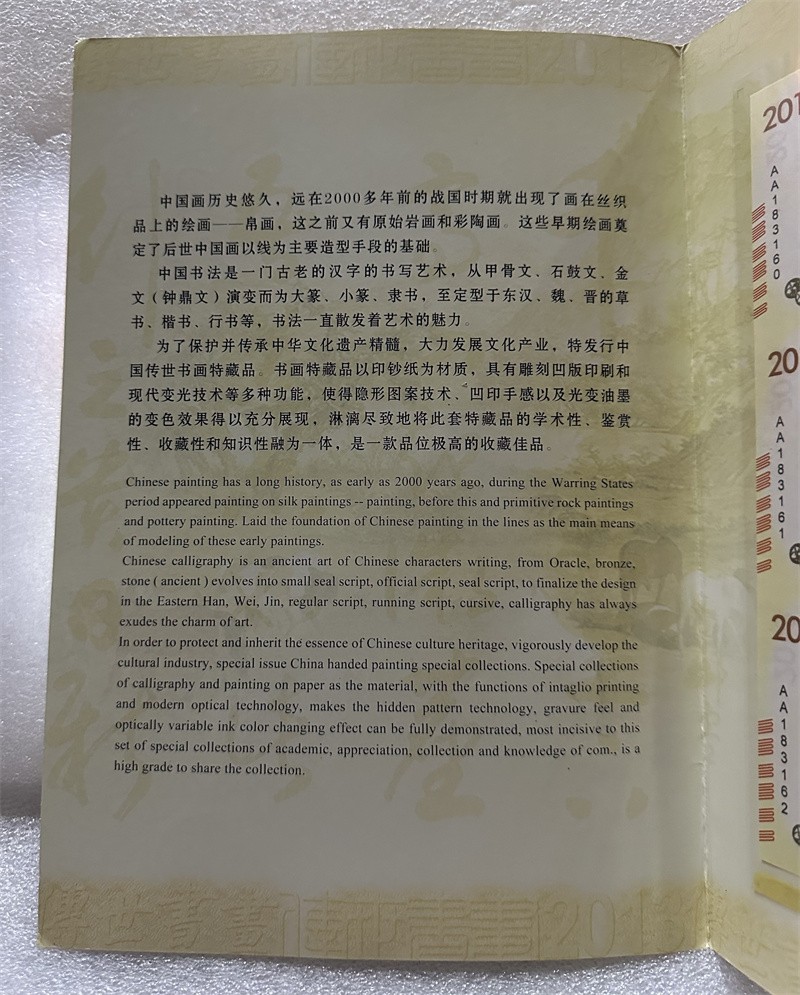 中国画历史悠久，远在2000多年前的战国时期就出现了画在丝织
品上的绘画——帛画，这之前又有原始岩画和彩陶画。这些早期绘画奠
定了后世中国画以线为主要造型手段的基础。
中国书法是一门古老的汉字的书写艺术，从甲骨文、石鼓文、金
文（钟鼎文）演变而为大篆、小篆、隶书，至定型于东汉、魏、晋的草
书、楷书、行书等，书法一直散发着艺术的魅力。
为了保护并传承中华文化遗产精髓，大力发展文化产业，特发行中
国传世书画特藏品。书画特藏品以印钞纸为材质，具有雕刻凹版印刷和
现代变光技术等多种功能，使得隐形图案技术、凹印手感以及光变油墨
的变色效果得以充分展现，淋漓尽致地将此套特藏品的学术性、鉴赏
性、收藏性和知识性融为一体，是一款品位极高的收藏佳品。
Chinese painting has a long history, as early as 2000 years ago, during the Warring States
period appeared painting on silk paintings -- painting, before this and primitive rock paintings
and pottery painting. Laid the foundation of Chinese painting in the lines as the main means
of modeling of these early paintings.
Chinese calligraphy is an ancient art of Chinese characters writing, from Oracle, bronze,
stone ( ancient ) evolves into small seal script, official script, seal script, to finalize the design
in the Eastern Han, Wei, Jin, regular script, running script, cursive, calligraphy has always
exudes the charm of art.
In order to protect and inherit the essence of Chinese culture heritage, vigorously develop the
cultural industry, special issue China handed painting special collections. Special collections
of calligraphy and painting on paper as the material, with the functions of intaglio printing
and modern optical technology, makes the hidden pattern technology, gravure feel and
optically variable ink color changing effect can be fully demonstrated, most incisive to this
set of special collections of academic, appreciation, collection and knowledge of com., is a
high grade to share the collection.
201
AA183160
20
AA183161
20
AA183162